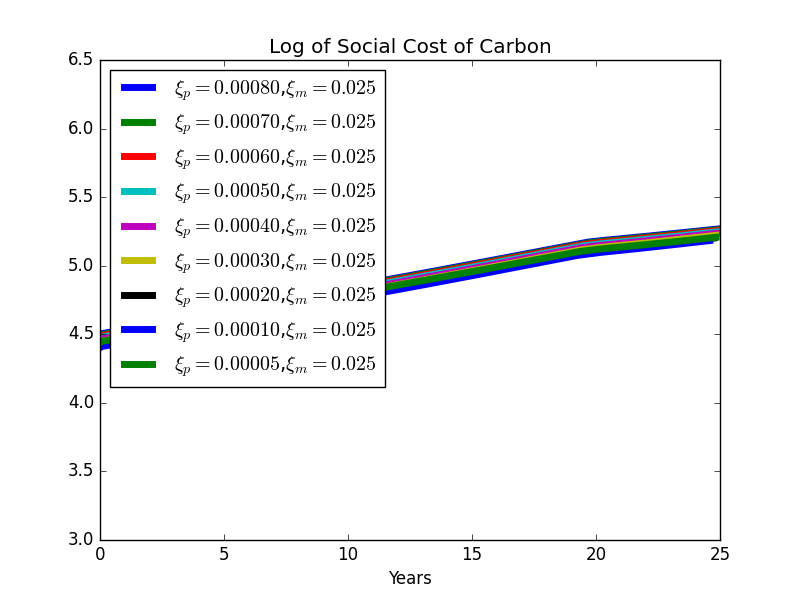 Log of Social Cost of Carbon
6.5
6.0
5.5
5.0
4.5
4.0
3.5
3.0
ξp = 0.00080,ξm = 0.025
ξp = 0.00070,ξm = 0.025
ξp = 0.00060,ξm = 0.025
ξp = 0.00050,ξm = 0.025
ξp = 0.00040,ξm = 0.025
ξp = 0.00030,ξm = 0.025
ξp = 0.00020,ξm = 0.025
ξp = 0.00010,ξm = 0.025
ξp = 0.00005,ξm = 0.025
0 5 10 15 20 25
Years